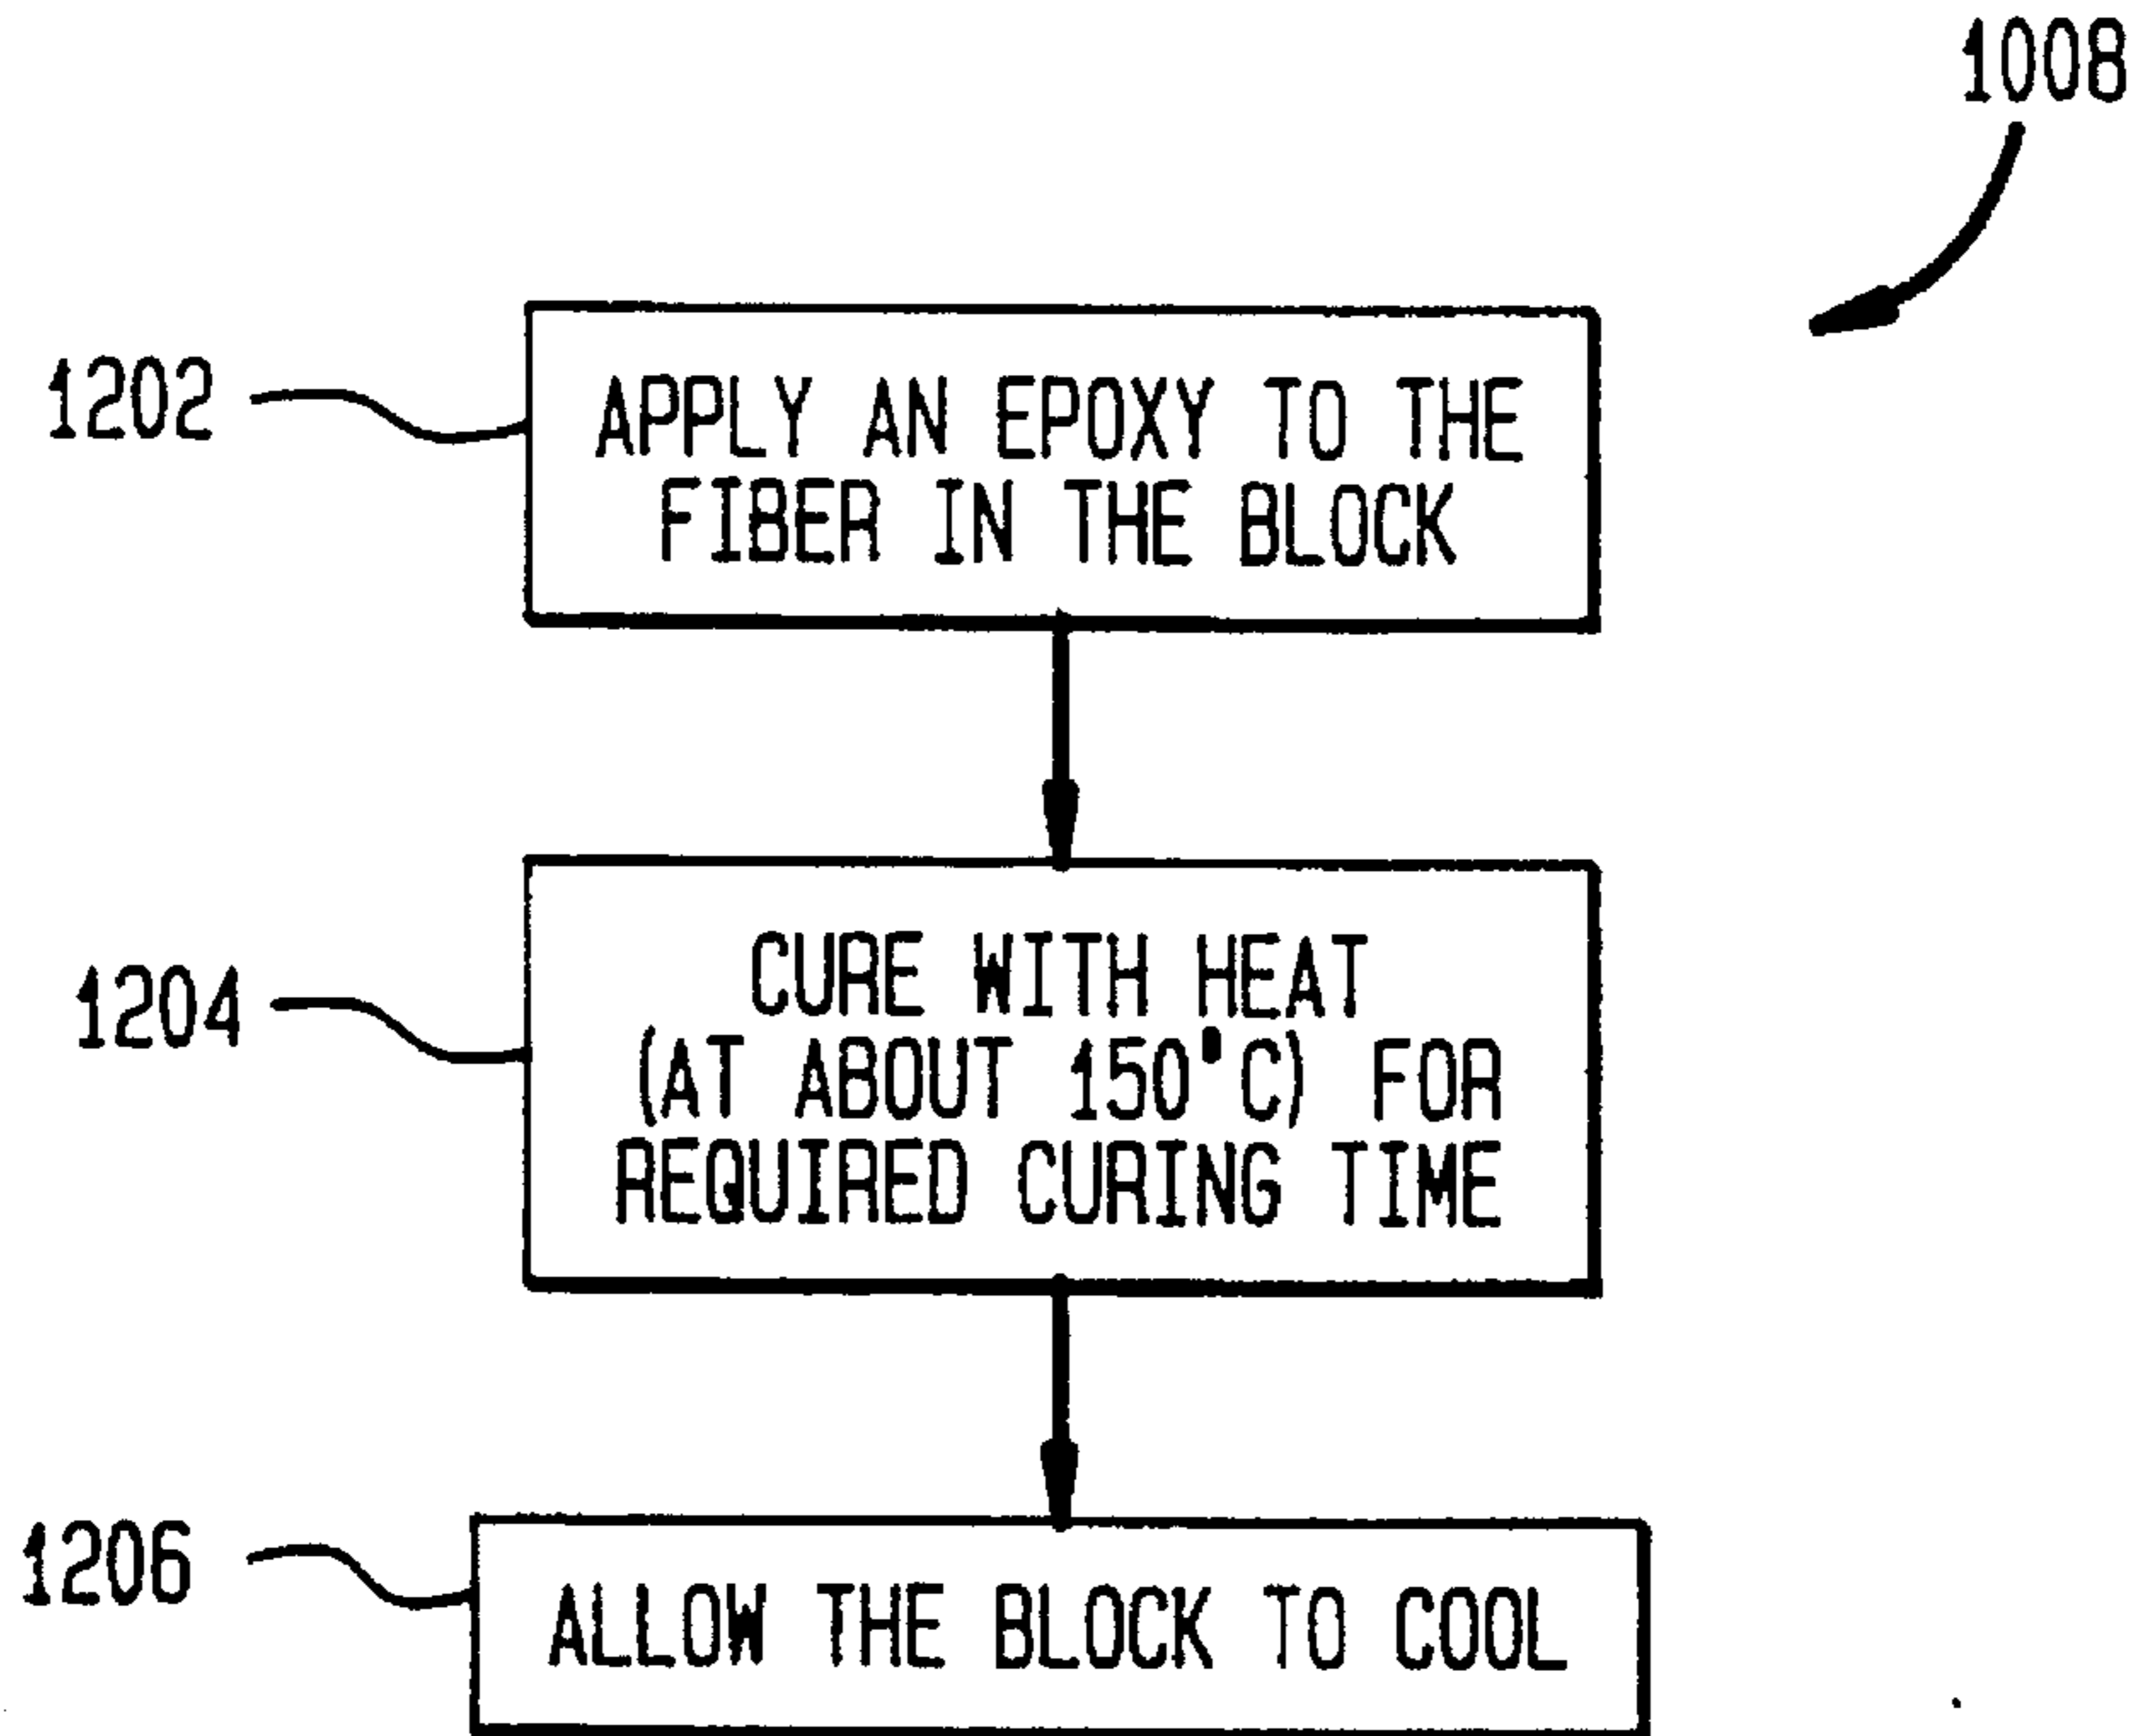 1008
1202
APPLY AN EPOXY TO THE
FIBER IN THE BLOCK
1204
CURE WITH HEAT
(AT ABOUT 150°C) FOR
REQUIRED CURING TIME
1206
ALLOW THE BLOCK TO COOL